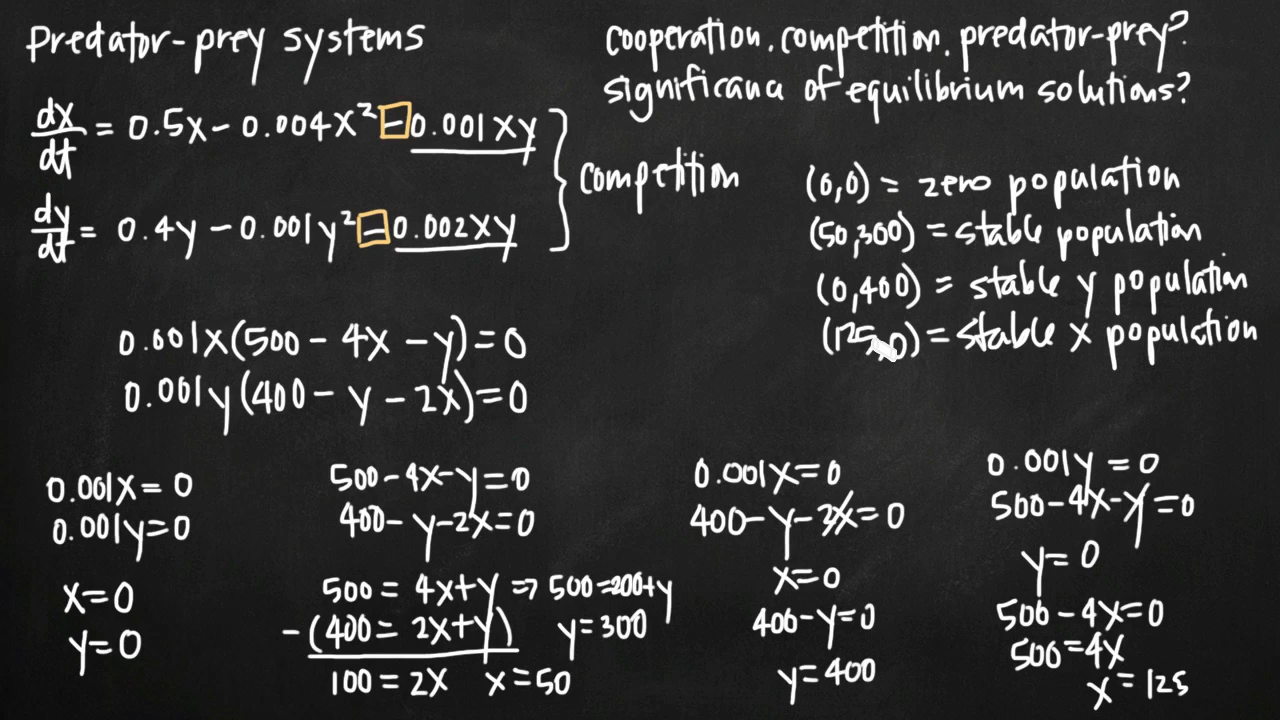 predator-prey systems
cooperation, competition, predator-prey?
significance of equilibrium solutions?
dx/dt = 0.5x - 0.004x² - 0.001xy
dy/dt = 0.4y - 0.001y² - 0.002xy
competition
(0,0) = zero population
(50,300) = stable population
(0,400) = stable y population
(125,0) = stable x population
0.001x(500 - 4x - y) = 0
0.001y(400 - y - 2x) = 0
0.001x = 0
0.001y = 0
x = 0
y = 0
500 - 4x - y = 0
400 - y - 2x = 0
500 = 4x + y ⇒ 500 = 200 + y
-(400 = 2x + y) y = 300
100 = 2x x = 50
0.001x = 0
400 - y - 2x = 0
x = 0
400 - y = 0
y = 400
0.001y = 0
500 - 4x - y = 0
y = 0
500 - 4x = 0
500 = 4x
x = 125